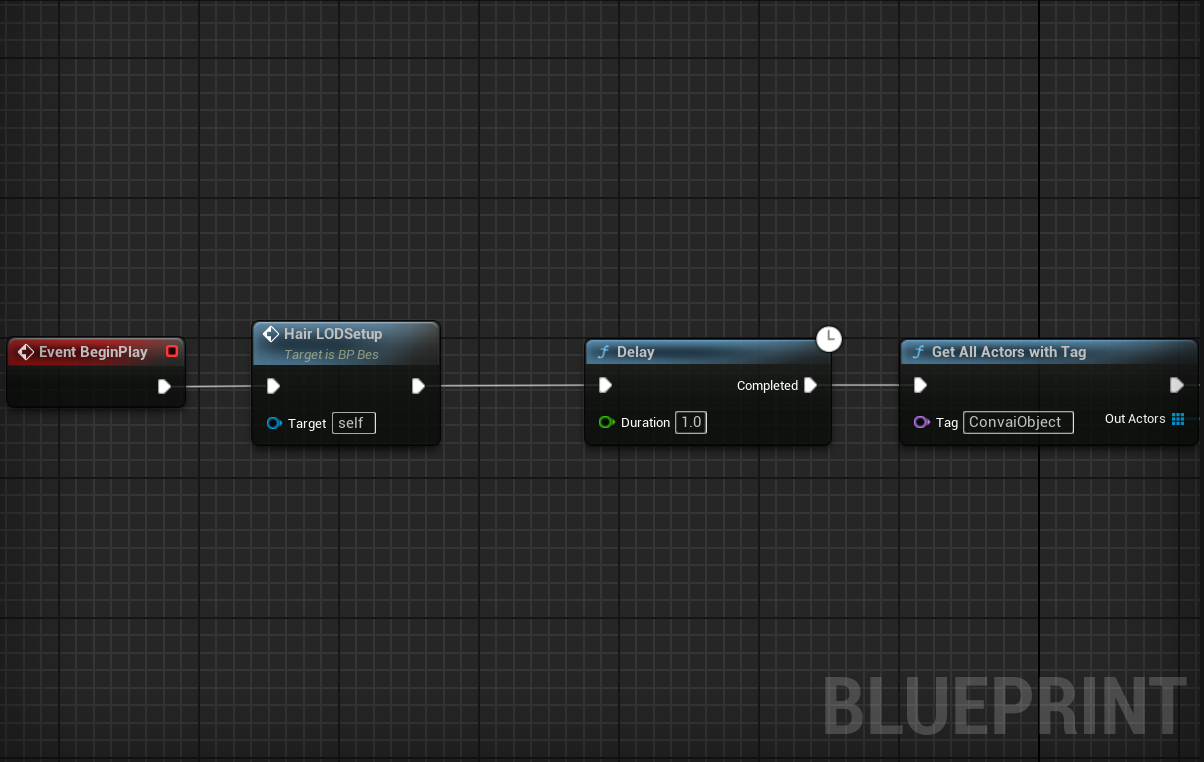 Event BeginPlay
Hair LODSetup
Target is BP Bes
Target self
Delay
Completed
Duration 1.0
Get All Actors with Tag
Tag ConvaiObject
Out Actors
BLUEPRINT